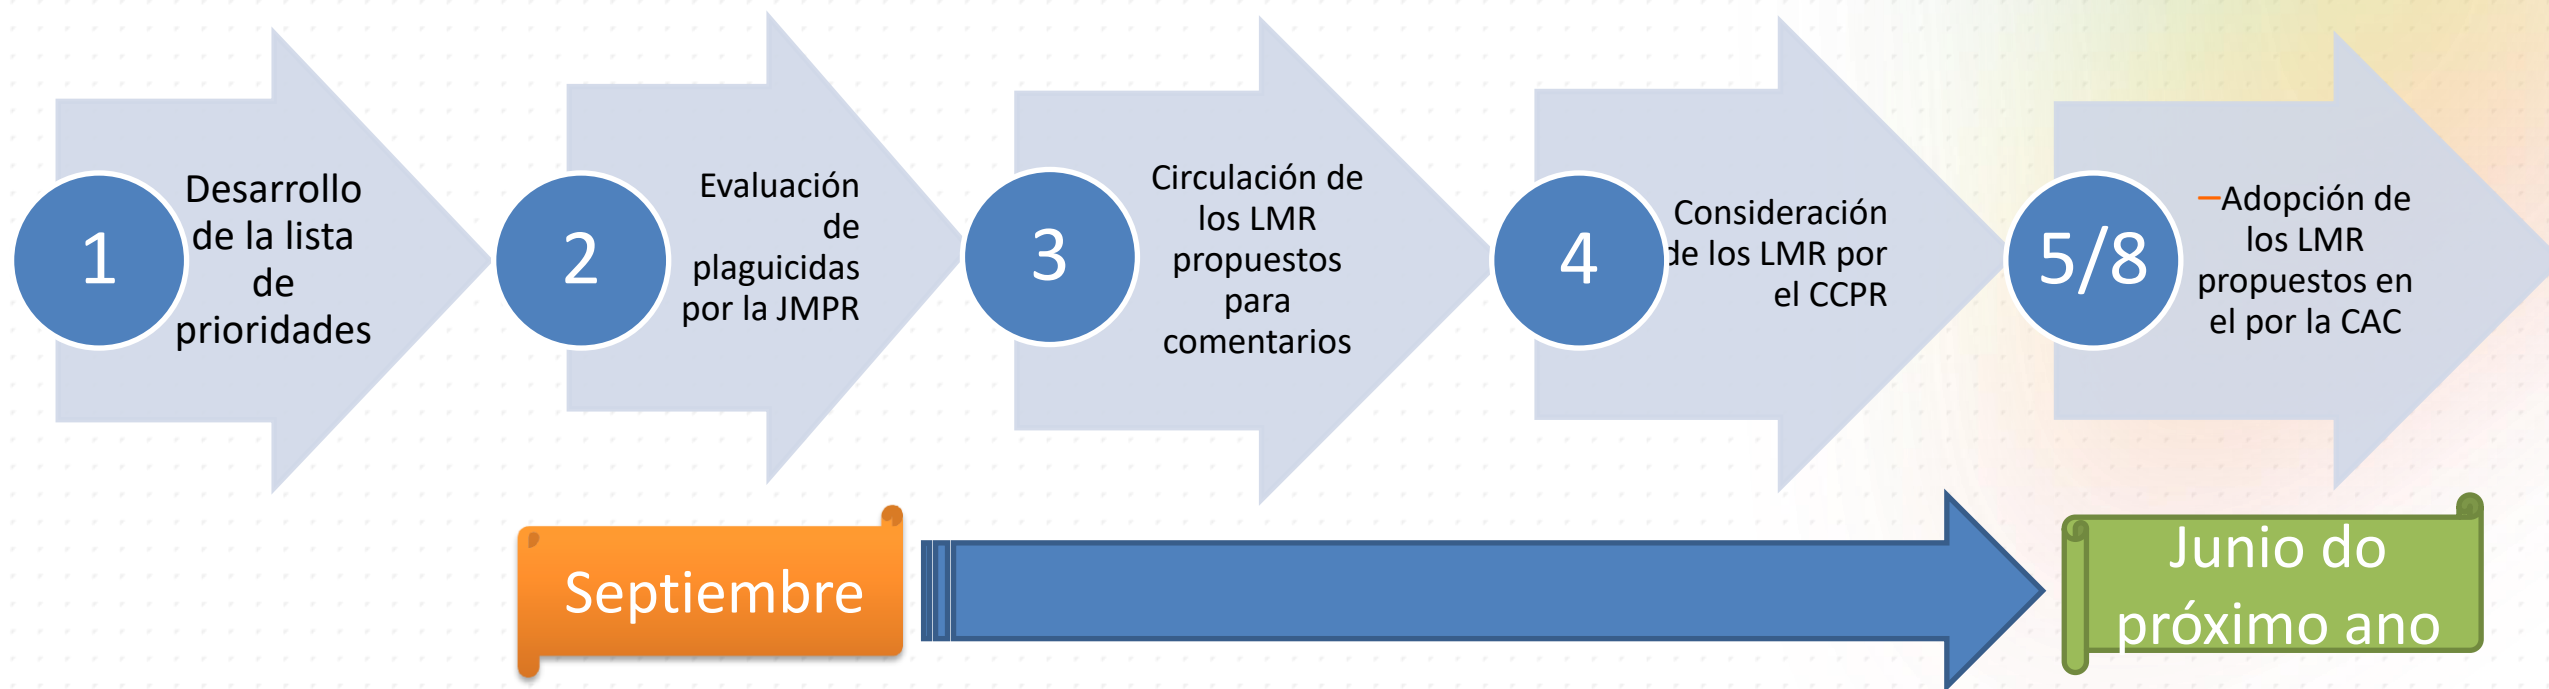 1
Desarrollo
de la lista
de
prioridades
2
Evaluación
de
plaguicidas
por la JMPR
3
Circulación de
los LMR
propuestos
para
comentarios
4
Consideración
de los LMR por
el CCPR
5/8
–Adopción de
los LMR
propuestos en
el por la CAC
Septiembre
Junio do
próximo ano